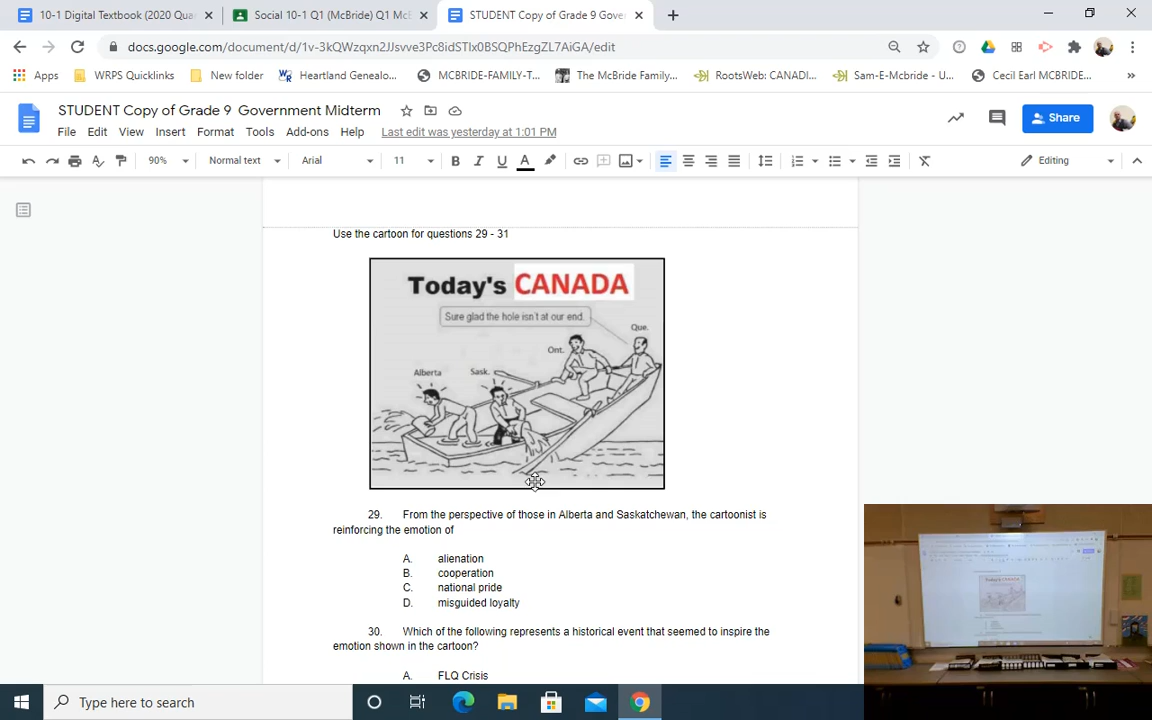 10-1 Digital Textbook (2020 Qua
Social 10-1 Q1 (McBride) Q1 McB
STUDENT Copy of Grade 9 Gover
docs.google.com/document/d/1v-3kQWzqxn2JJsvve3Pc8idSTlx0BSQPhEzgZL7AiGA/edit
Apps
WRPS Quicklinks
New folder
Heartland Genealo...
MCBRIDE-FAMILY-T...
The McBride Family...
RootsWeb: CANADI...
Sam-E-Mcbride - U...
Cecil Earl MCBRIDE...
STUDENT Copy of Grade 9 Government Midterm
File Edit View Insert Format Tools Add-ons Help Last edit was yesterday at 1:01 PM
Share
90% Normal text Arial 11 B I U A Editing
Use the cartoon for questions 29 - 31
Today's CANADA
Sure glad the hole isn't at our end.
Que.
Ont.
Alberta
Sask.
29. From the perspective of those in Alberta and Saskatchewan, the cartoonist is
reinforcing the emotion of
A. alienation
B. cooperation
C. national pride
D. misguided loyalty
30. Which of the following represents a historical event that seemed to inspire the
emotion shown in the cartoon?
A. FLQ Crisis
Today's CANADA
Type here to search